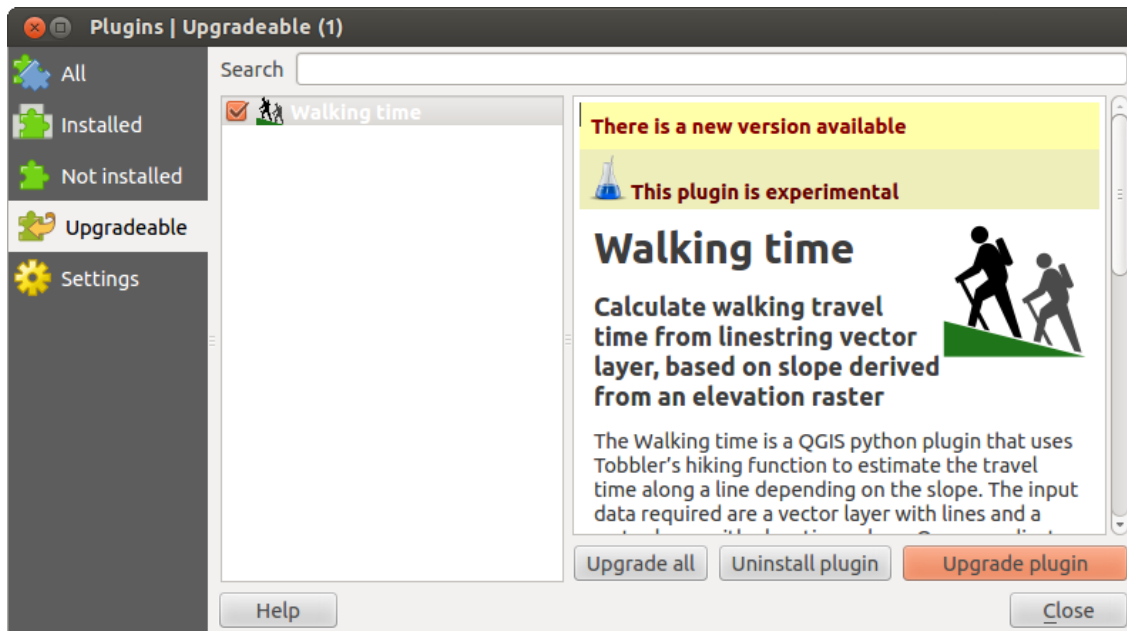 Plugins | Upgradeable (1)
All
Installed
Not installed
Upgradeable
Settings
Search
Walking time
There is a new version available
This plugin is experimental
Walking time
Calculate walking travel
time from linestring vector
layer, based on slope derived
from an elevation raster
The Walking time is a QGIS python plugin that uses
Tobbler's hiking function to estimate the travel
time along a line depending on the slope. The input
data required are a vector layer with lines and a
Upgrade all
Uninstall plugin
Upgrade plugin
Help
Close